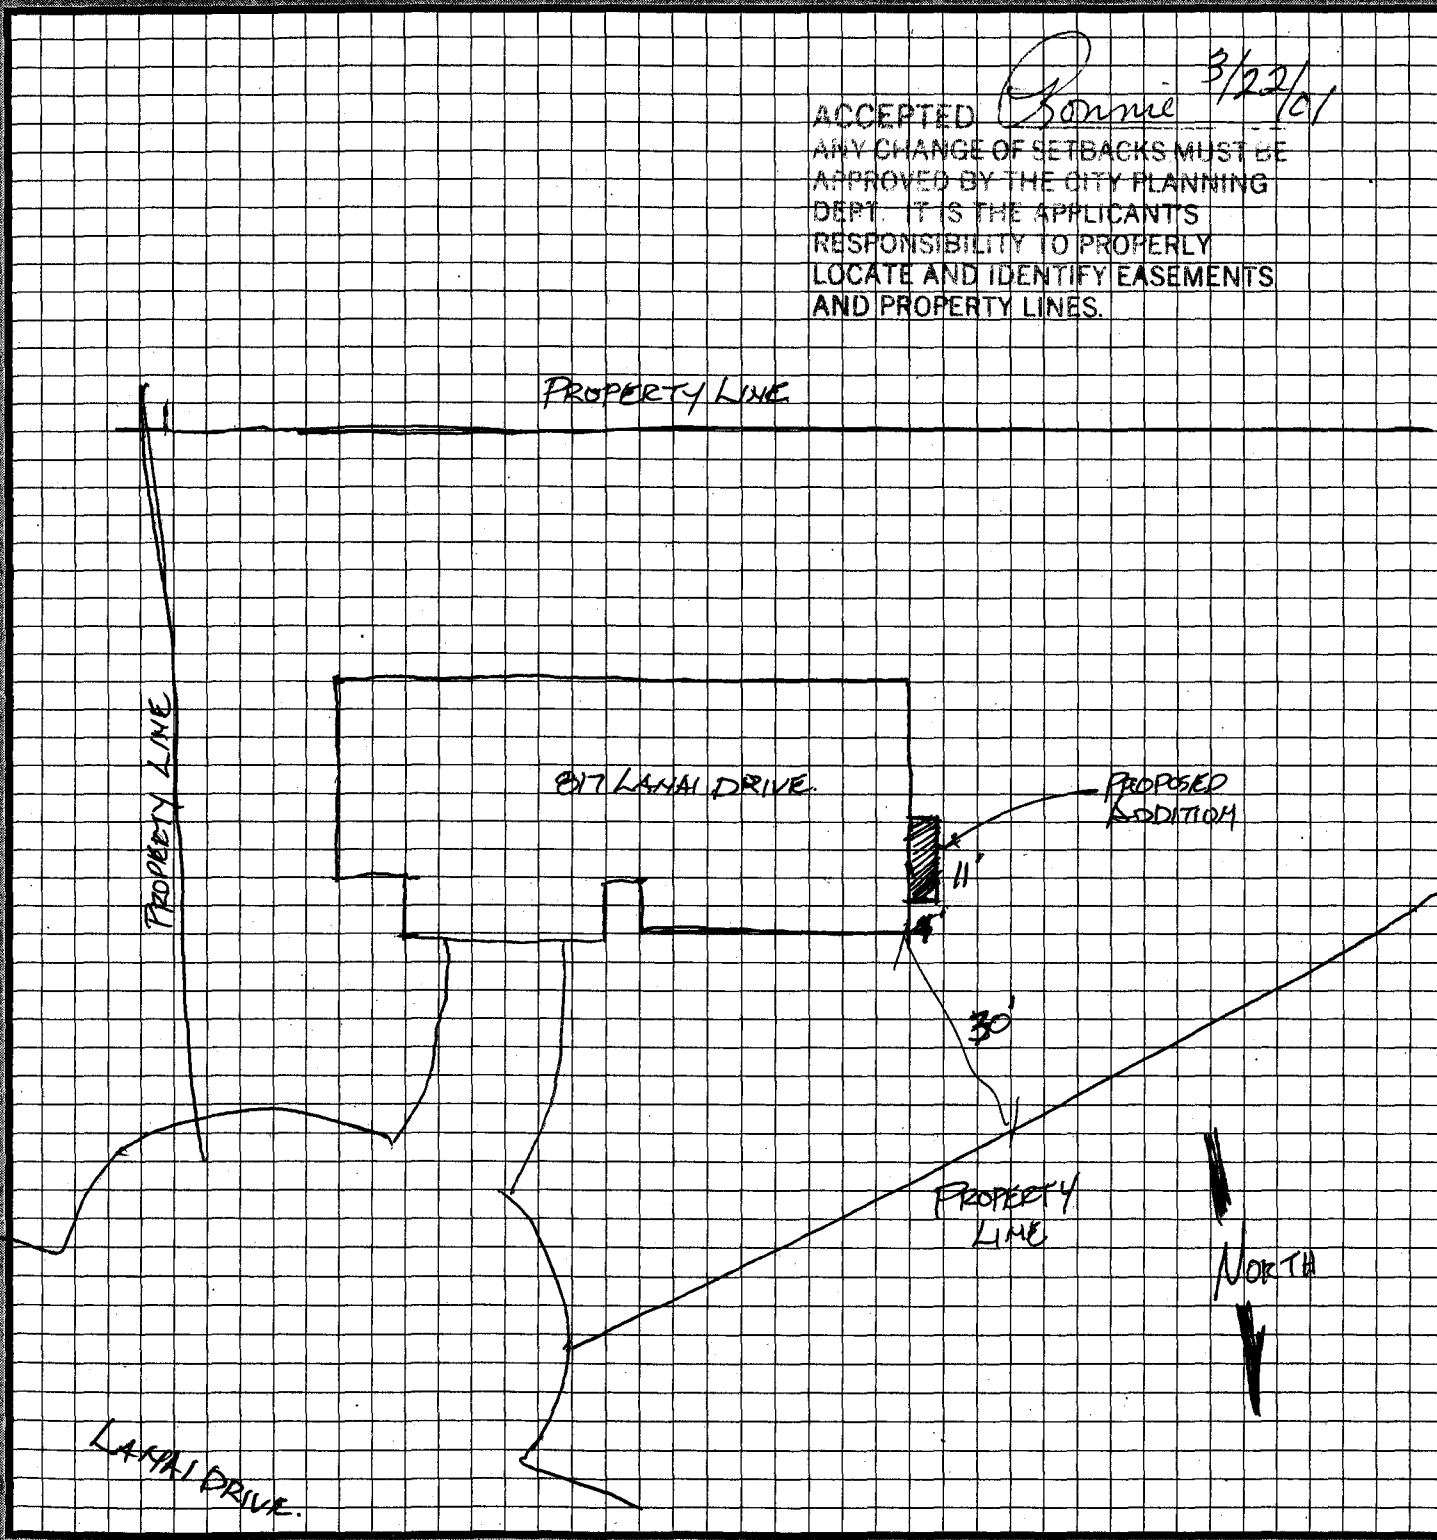 ACCEPTED Ronnie 3/22/01
ANY CHANGE OF SETBACKS MUST BE
APPROVED BY THE CITY PLANNING
DEPT. IT IS THE APPLICANT'S
RESPONSIBILITY TO PROPERLY
LOCATE AND IDENTIFY EASEMENTS
AND PROPERTY LINES.
PROPERTY LINE
PROPERTY LINE
817 LANAI DRIVE.
PROPOSED
ADDITION
11'
4'
30'
PROPERTY
LINE
NORTH
LANAI DRIVE.